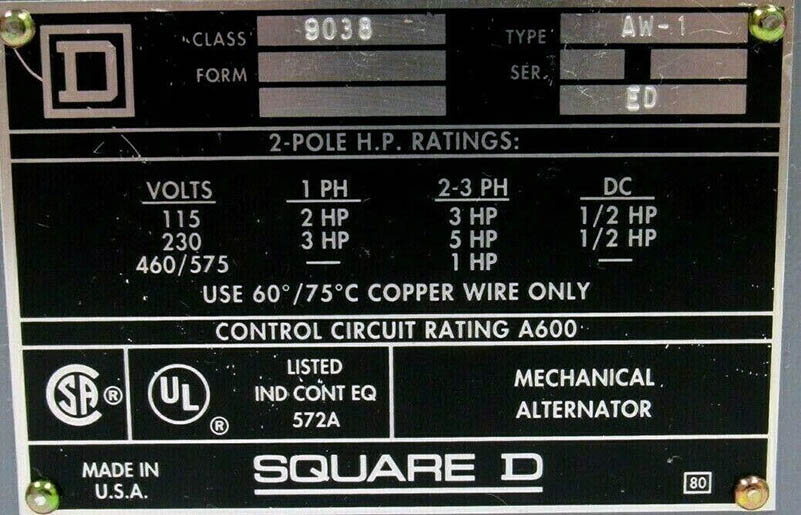 D CLASS 9038 TYPE AW-1
FORM SER.
ED
2-POLE H.P. RATINGS:
VOLTS 1 PH 2-3 PH DC
115 2 HP 3 HP 1/2 HP
230 3 HP 5 HP 1/2 HP
460/575 — 1 HP —
USE 60°/75°C COPPER WIRE ONLY
CONTROL CIRCUIT RATING A600
SA® UL® LISTED
IND CONT EQ
572A
MECHANICAL
ALTERNATOR
MADE IN
U.S.A.
SQUARE D
80